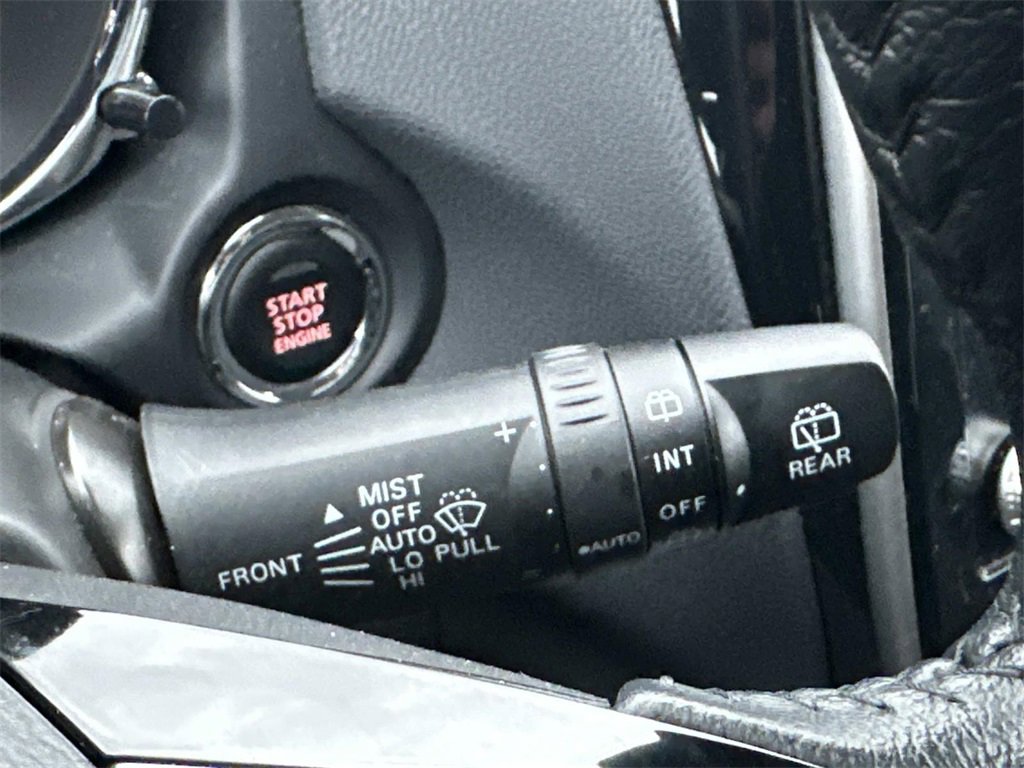 START
STOP
ENGINE
FRONT
MIST
OFF
AUTO
LO
HI
PULL
+
AUTO
INT
OFF
REAR